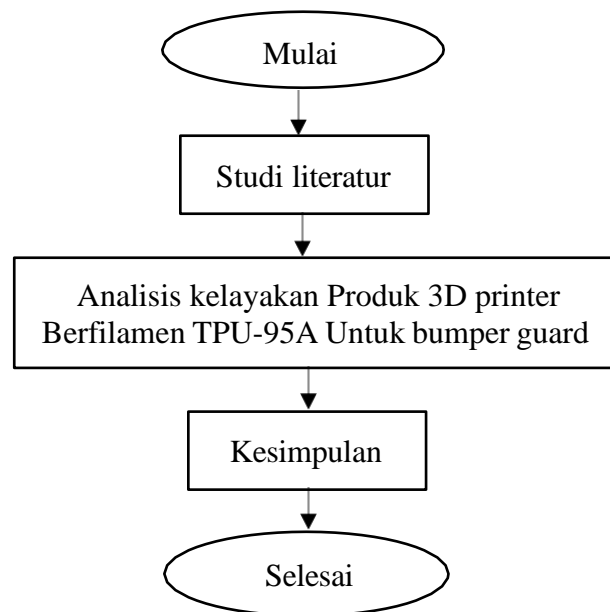 Mulai
Studi literatur
Analisis kelayakan Produk 3D printer
Berfilamen TPU-95A Untuk bumper guard
Kesimpulan
Selesai